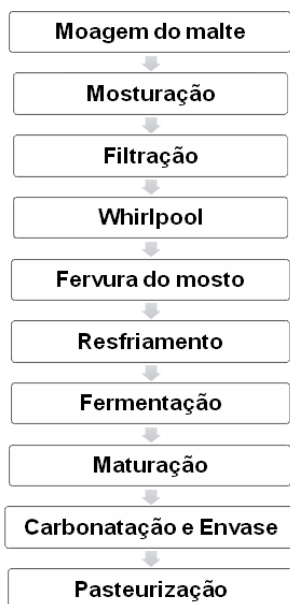 Moagem do malte
Mosturação
Filtração
Whirlpool
Fervura do mosto
Resfriamento
Fermentação
Maturação
Carbonatação e Envase
Pasteurização